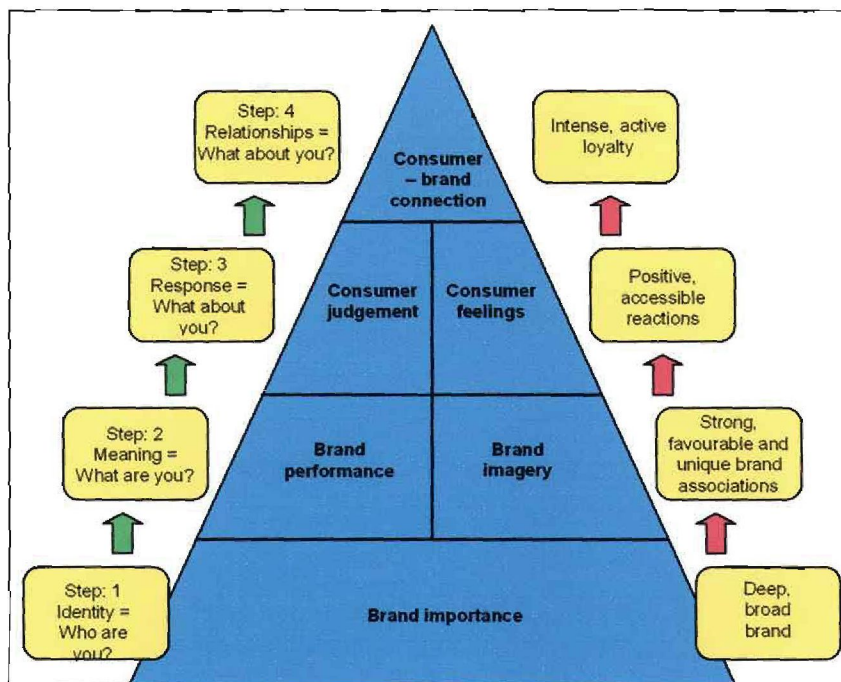 Step: 4
Relationships =
What about you?
Intense, active
loyalty
Consumer
– brand
connection
Step: 3
Response =
What about
you?
Consumer
judgement
Consumer
feelings
Positive,
accessible
reactions
Step: 2
Meaning =
What are you?
Brand
performance
Brand
imagery
Strong,
favourable and
unique brand
associations
Step: 1
Identity =
Who are
you?
Brand importance
Deep,
broad
brand